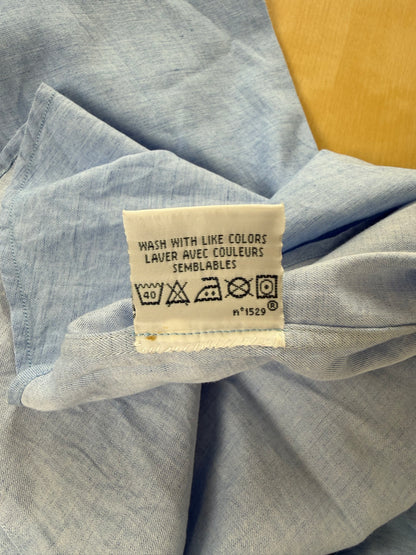 WASH WITH LIKE COLORS
LAVER AVEC COULEURS
SEMBLABLES
40
n°1529®